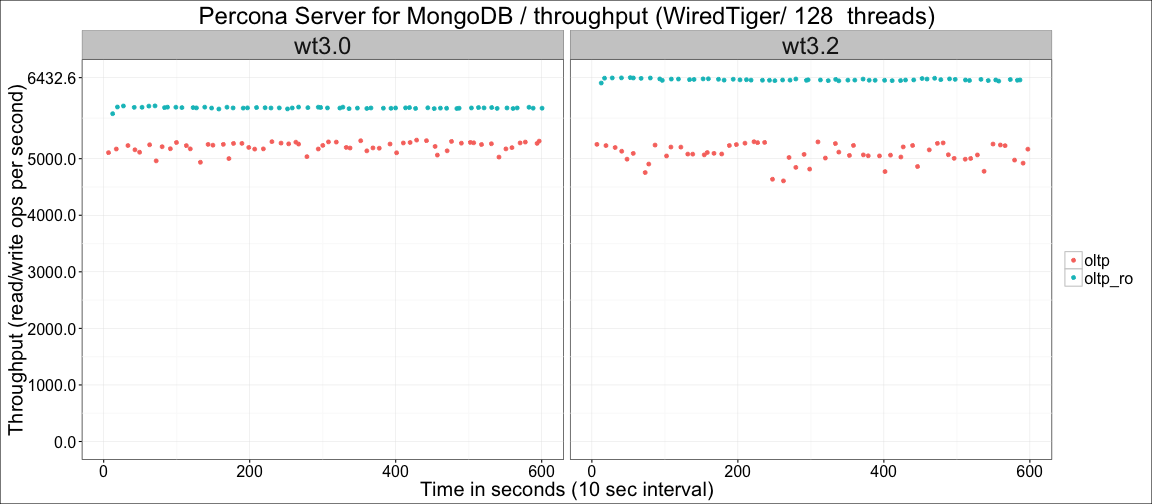 Percona Server for MongoDB / throughput (WiredTiger/ 128  threads)
wt3.0
wt3.2
Throughput (read/write ops per second)
6432.6
5000.0
4000.0
3000.0
2000.0
1000.0
0.0
0 200 400 600
0 200 400 600
Time in seconds (10 sec interval)
oltp
oltp_ro